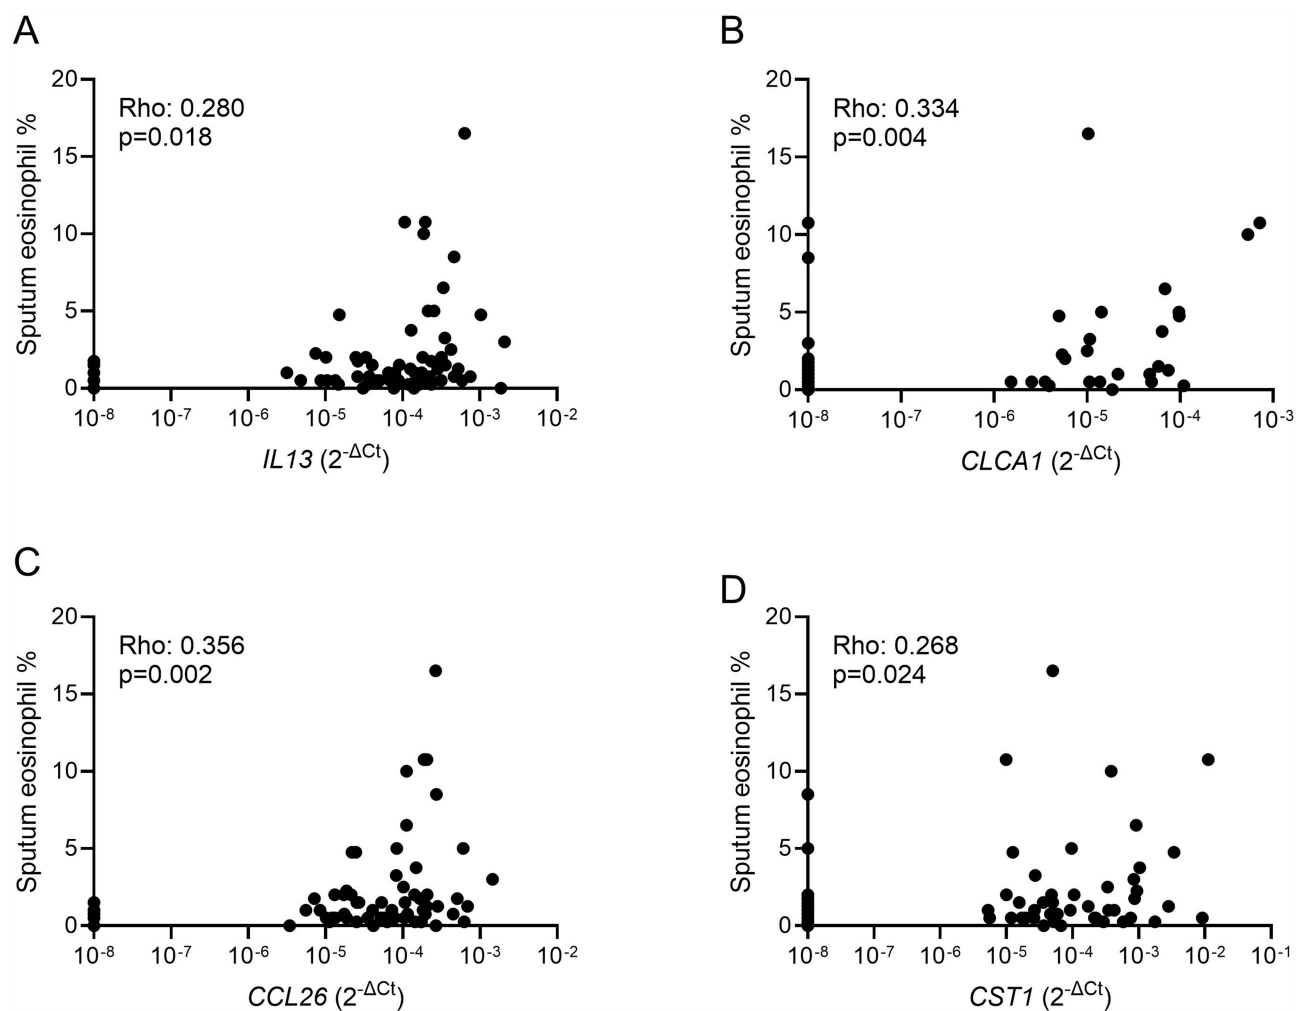 A
Sputum eosinophil %
20
15
10
5
0
Rho: 0.280
p=0.018
10-8 10-7 10-6 10-5 10-4 10-3 10-2
IL13 (2-ΔCt)
B
Sputum eosinophil %
20
15
10
5
0
Rho: 0.334
p=0.004
10-8 10-7 10-6 10-5 10-4 10-3
CLCA1 (2-ΔCt)
C
Sputum eosinophil %
20
15
10
5
0
Rho: 0.356
p=0.002
10-8 10-7 10-6 10-5 10-4 10-3 10-2
CCL26 (2-ΔCt)
D
Sputum eosinophil %
20
15
10
5
0
Rho: 0.268
p=0.024
10-8 10-7 10-6 10-5 10-4 10-3 10-2 10-1
CST1 (2-ΔCt)